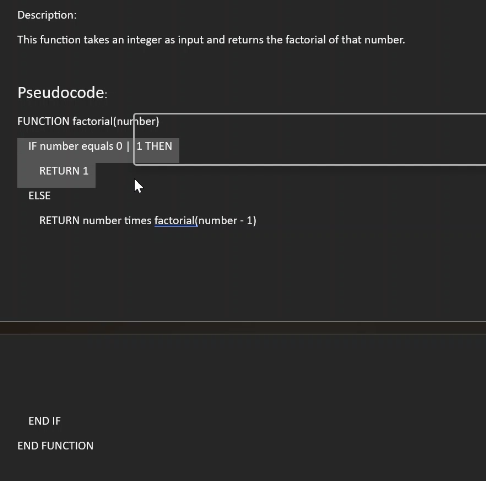 Description:
This function takes an integer as input and returns the factorial of that number.
Pseudocode:
FUNCTION factorial(number)
IF number equals 0 | 1 THEN
RETURN 1
ELSE
RETURN number times factorial(number - 1)
END IF
END FUNCTION